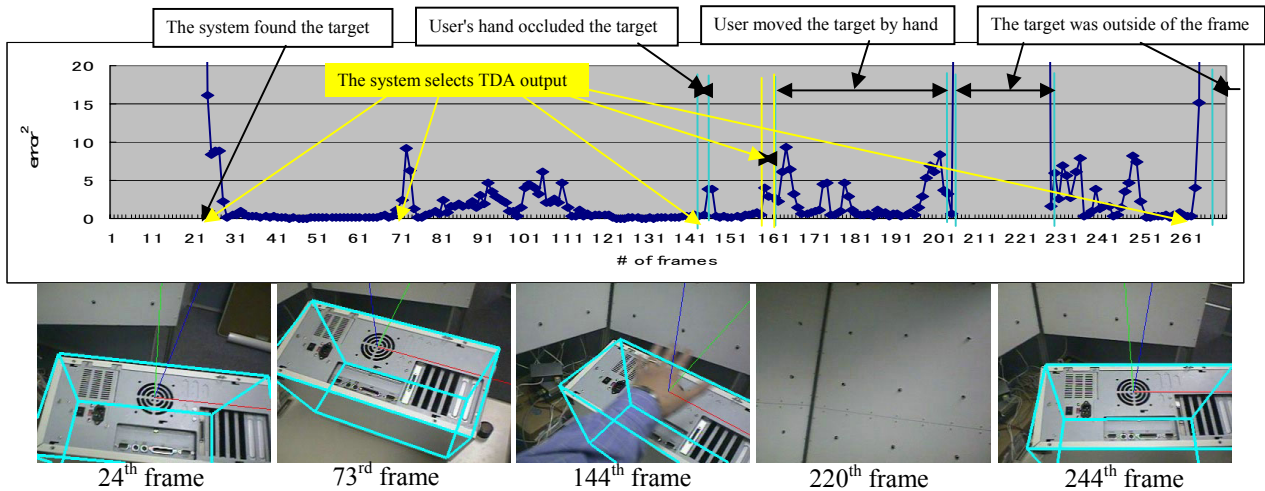 The system found the target
User's hand occluded the target
User moved the target by hand
The target was outside of the frame
The system selects TDA output
20
15
10
5
0
error²
1 11 21 31 41 51 61 71 81 91 101 111 121 131 141 151 161 171 181 191 201 211 221 231 241 251 261
# of frames
24th frame
73rd frame
144th frame
220th frame
244th frame